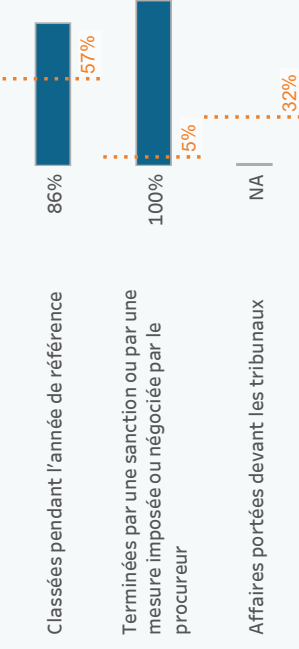 Classées pendant l'année de référence
86%
57%
Terminées par une sanction ou par une
mesure imposée ou négociée par le
procureur
100%
5%
Affaires portées devant les tribunaux
NA
32%